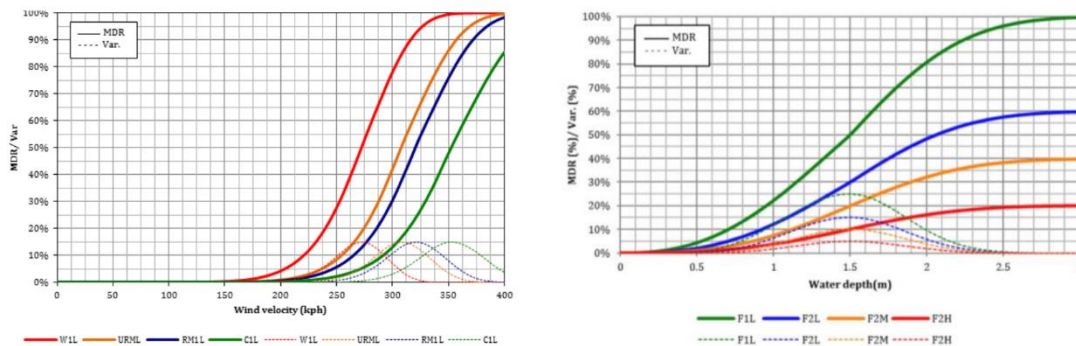 100%
90%
80%
70%
60%
50%
40%
30%
20%
10%
0%
MDR/ Var
MDR
Var.
0 50 100 150 200 250 300 350 400
Wind velocity (kph)
W1L URML RM1L C1L W1L URML RM1L C1L
100%
90%
80%
70%
60%
50%
40%
30%
20%
10%
0%
MDR (%)/ Var. (%)
MDR
Var.
0 0.5 1 1.5 2 2.5
Water depth(m)
F1L F2L F2M F2H
F1L F2L F2M F2H